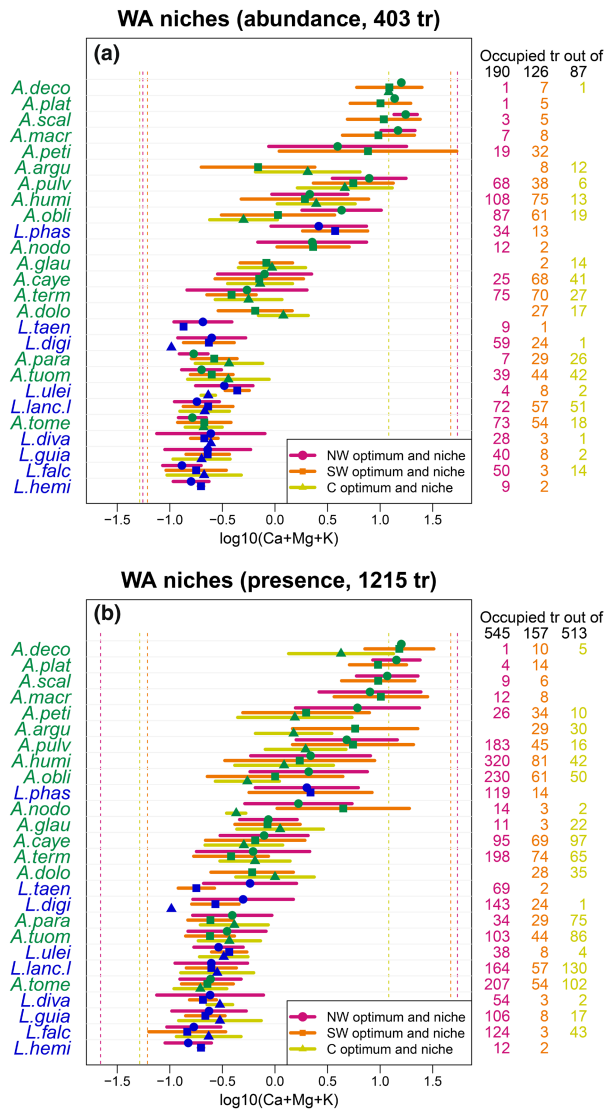 WA niches (abundance, 403 tr)
(a)
Occupied tr out of
190 126 87
A.deco 1 7 1
A.plat 1 5
A.scal 3 5
A.macr 7 8
A.peti 19 32
A.argu 8 12
A.pulv 68 38 6
A.humi 108 75 13
A.obli 87 61 19
L.phas 34 13
A.nodo 12 2
A.glau 2 14
A.caye 25 68 41
A.term 75 70 27
A.dolo 27 17
L.taen 9 1
L.digi 59 24 1
A.para 7 29 26
A.tuom 39 44 42
L.ulei 4 8 2
L.lanc.l 72 57 51
A.tome 73 54 18
L.diva 28 3 1
L.guia 40 8 2
L.falc 50 3 14
L.hemi 9 2
NW optimum and niche
SW optimum and niche
C optimum and niche
−1.5 −1.0 −0.5 0.0 0.5 1.0 1.5
log10(Ca+Mg+K)
WA niches (presence, 1215 tr)
(b)
Occupied tr out of
545 157 513
A.deco 1 10 5
A.plat 4 14
A.scal 9 6
A.macr 12 8
A.peti 26 34 10
A.argu 29 30
A.pulv 183 45 16
A.humi 320 81 42
A.obli 230 61 50
L.phas 119 14
A.nodo 14 3 2
A.glau 11 3 22
A.caye 95 69 97
A.term 198 74 65
A.dolo 28 35
L.taen 69 2
L.digi 143 24 1
A.para 34 29 75
A.tuom 103 44 86
L.ulei 38 8 4
L.lanc.l 164 57 130
A.tome 207 54 102
L.diva 54 3 2
L.guia 106 8 17
L.falc 124 3 43
L.hemi 12 2
NW optimum and niche
SW optimum and niche
C optimum and niche
−1.5 −1.0 −0.5 0.0 0.5 1.0 1.5
log10(Ca+Mg+K)